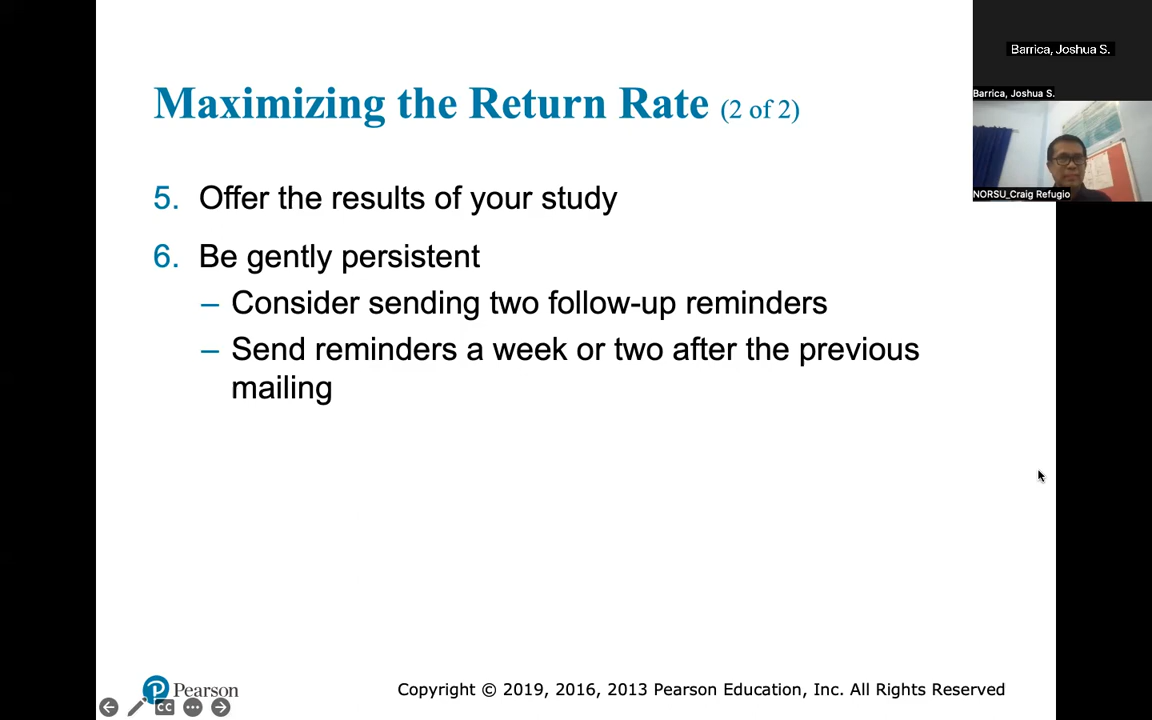 Maximizing the Return Rate (2 of 2)
5. Offer the results of your study
6. Be gently persistent
– Consider sending two follow-up reminders
– Send reminders a week or two after the previous
mailing
Pearson
Copyright © 2019, 2016, 2013 Pearson Education, Inc. All Rights Reserved
CC
Barrica, Joshua S.
Barrica, Joshua S.
NORSU_Craig Refugio